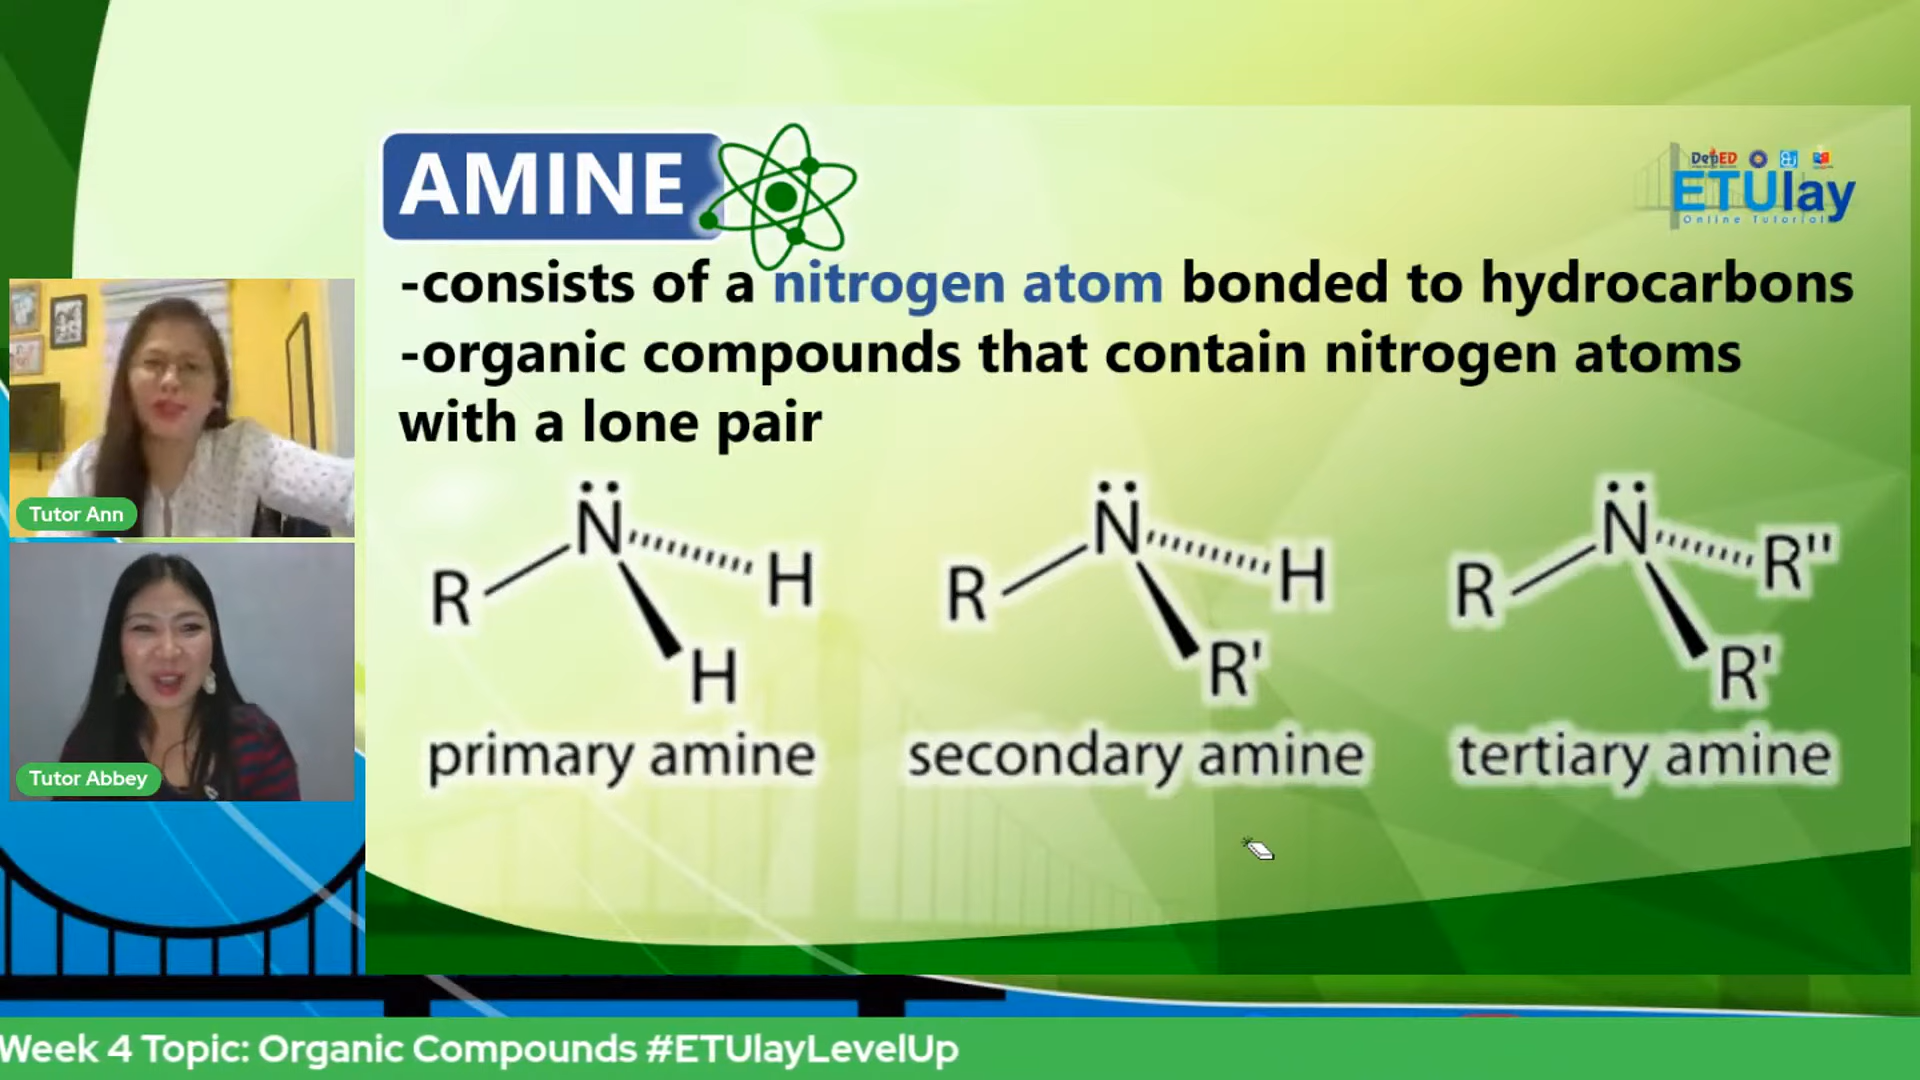 AMINE
DepED
ETUlay
Online Tutorial
-consists of a nitrogen atom bonded to hydrocarbons
-organic compounds that contain nitrogen atoms
with a lone pair
N
R
H
H
primary amine
N
R
H
R'
secondary amine
N
R
R''
R'
tertiary amine
Tutor Ann
Tutor Abbey
Week 4 Topic: Organic Compounds #ETUlayLevelUp